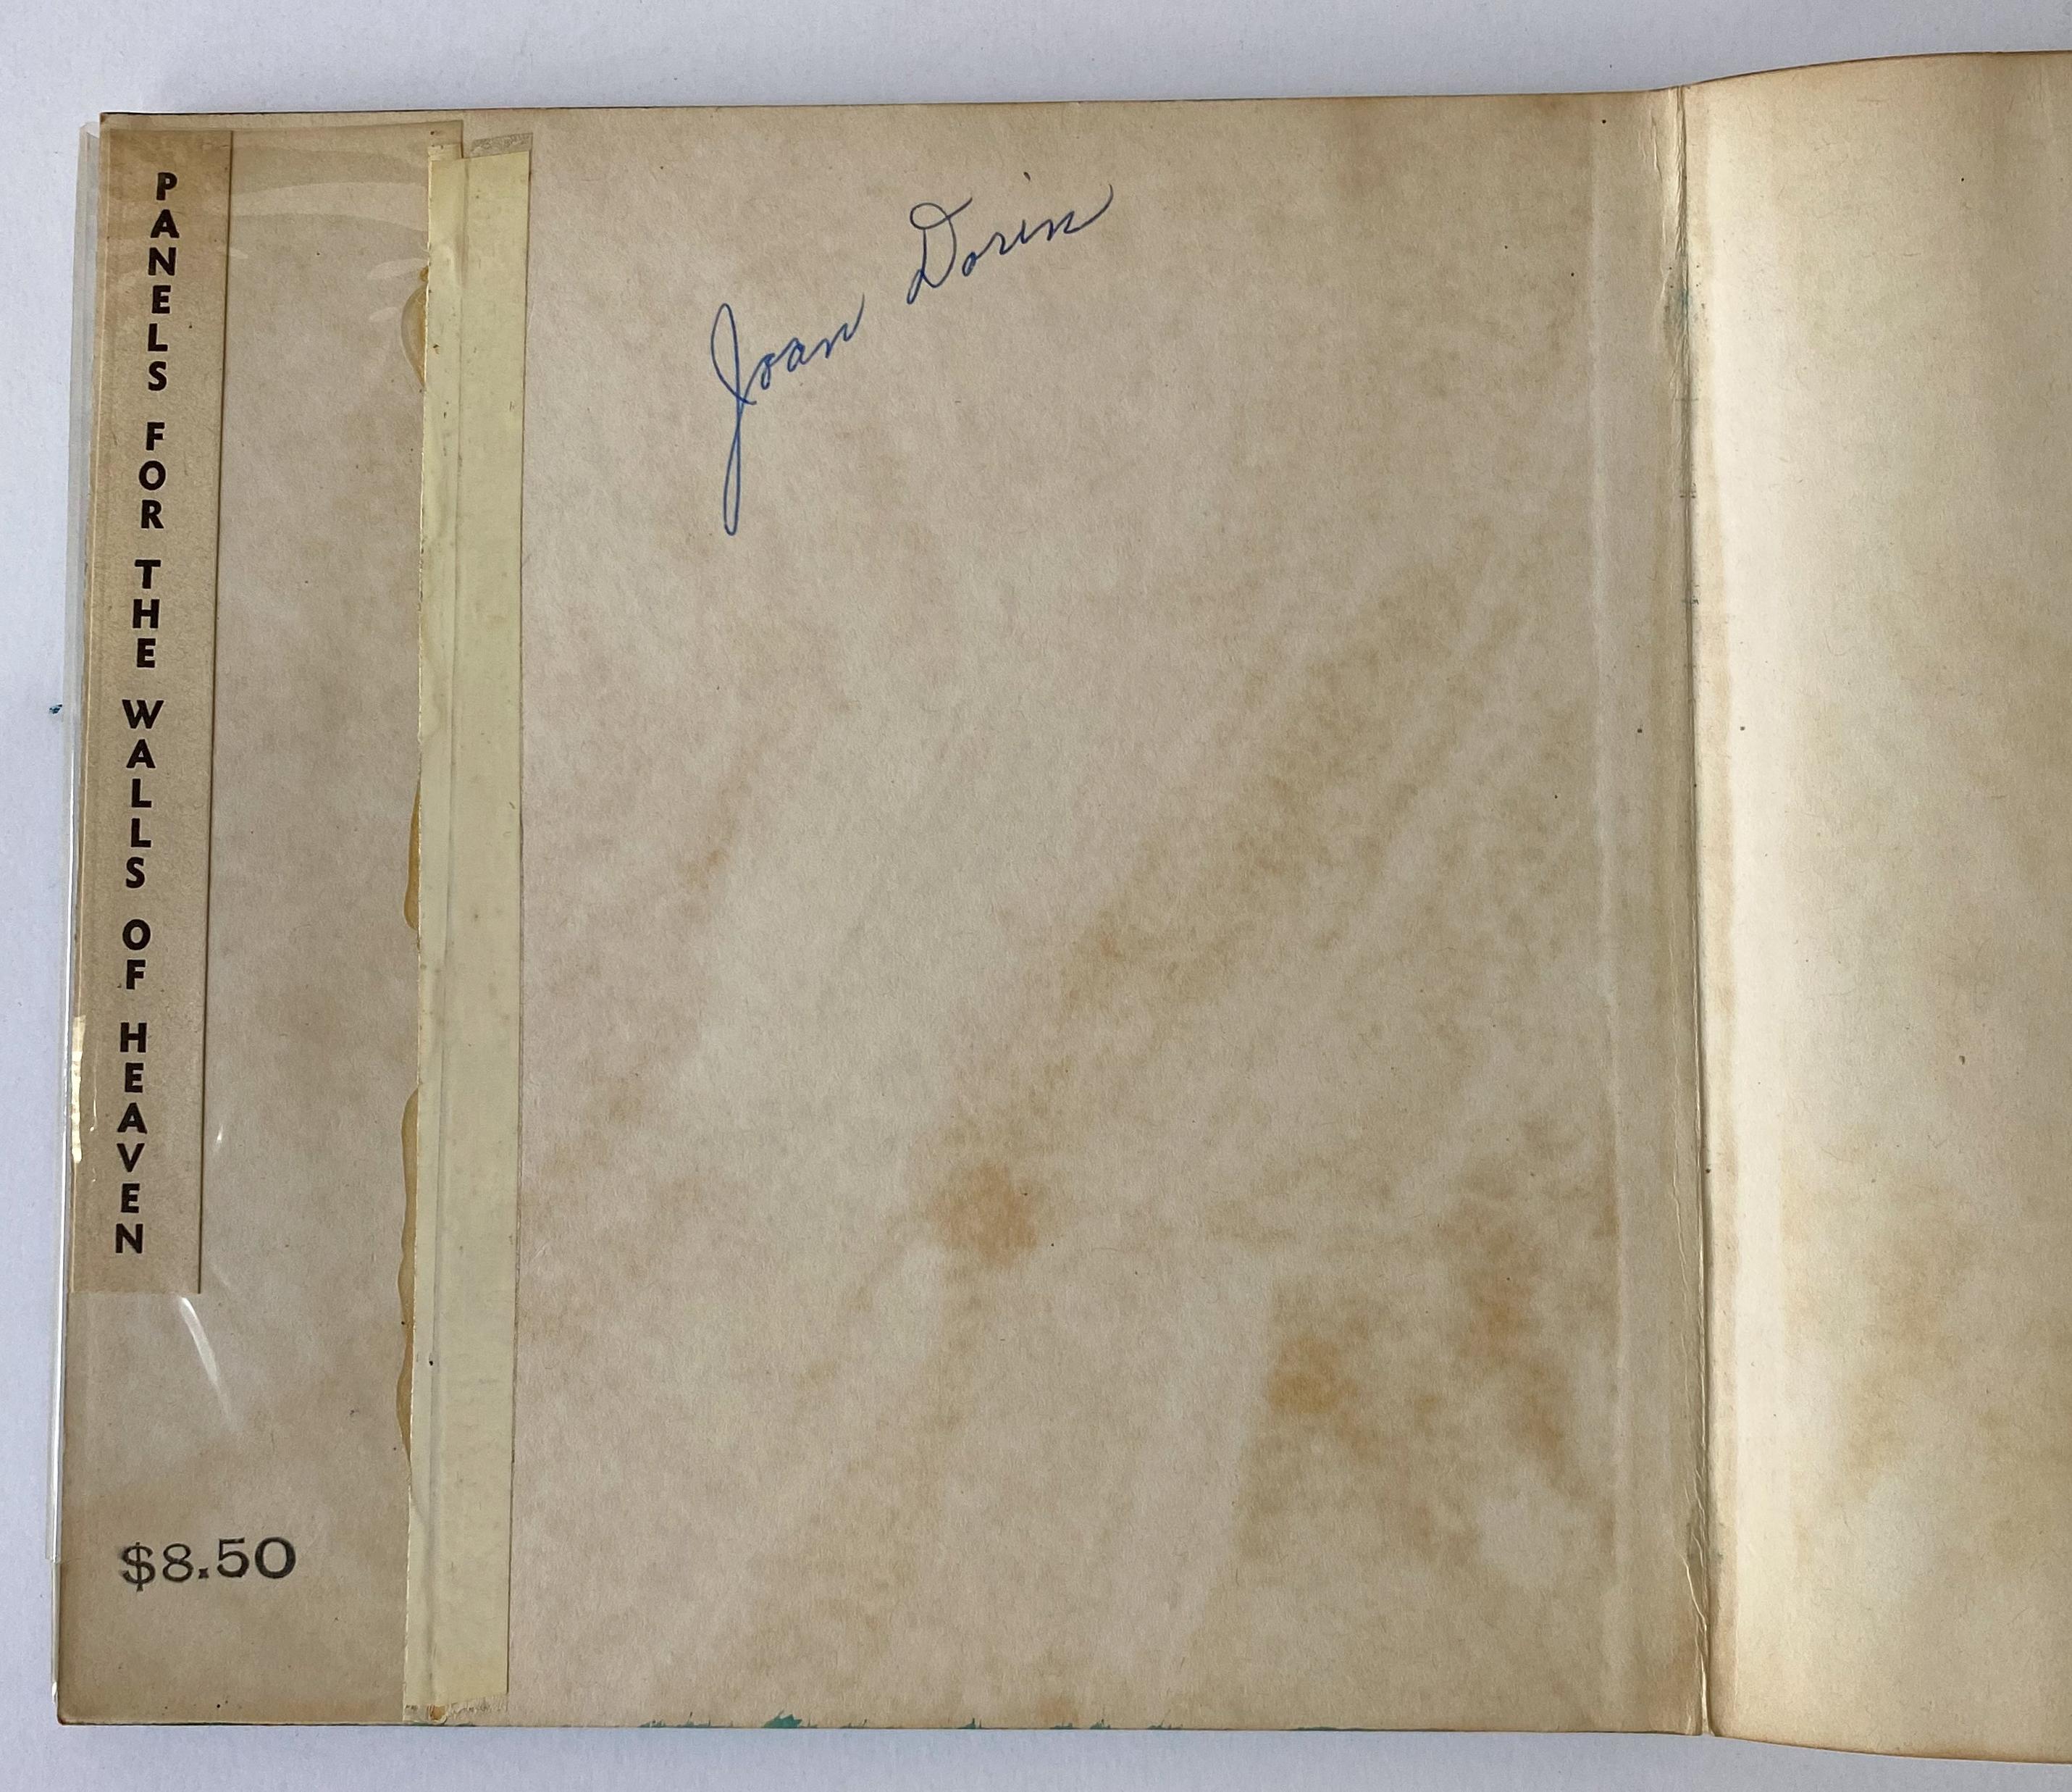 PANELS FOR THE WALLS OF HEAVEN
Joan Dorin
$8.50